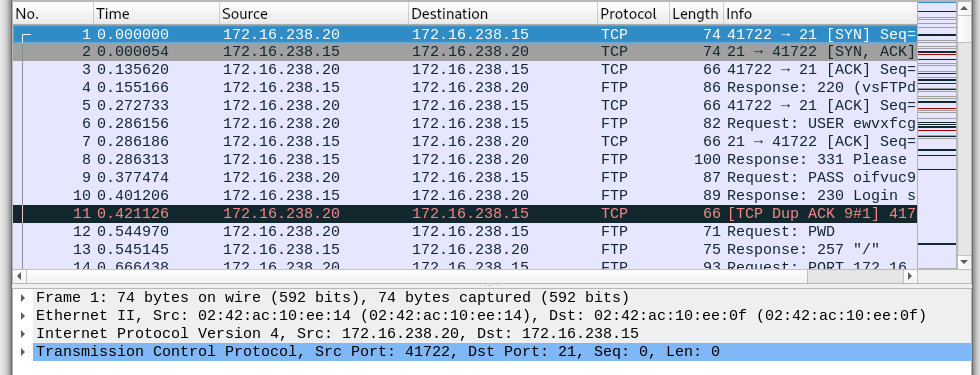 No. Time Source Destination Protocol Length Info
1 0.000000 172.16.238.20 172.16.238.15 TCP 74 41722 → 21 [SYN] Seq=
2 0.000054 172.16.238.15 172.16.238.20 TCP 74 21 → 41722 [SYN, ACK]
3 0.135620 172.16.238.20 172.16.238.15 TCP 66 41722 → 21 [ACK] Seq=
4 0.155166 172.16.238.15 172.16.238.20 FTP 86 Response: 220 (vsFTPd
5 0.272733 172.16.238.20 172.16.238.15 TCP 66 41722 → 21 [ACK] Seq=
6 0.286156 172.16.238.20 172.16.238.15 FTP 82 Request: USER ewvxfcg
7 0.286186 172.16.238.15 172.16.238.20 TCP 66 21 → 41722 [ACK] Seq=
8 0.286313 172.16.238.15 172.16.238.20 FTP 100 Response: 331 Please
9 0.377474 172.16.238.20 172.16.238.15 FTP 87 Request: PASS oifvuc9
10 0.401206 172.16.238.15 172.16.238.20 FTP 89 Response: 230 Login s
11 0.421126 172.16.238.20 172.16.238.15 TCP 66 [TCP Dup ACK 9#1] 417
12 0.544970 172.16.238.20 172.16.238.15 FTP 71 Request: PWD
13 0.545145 172.16.238.15 172.16.238.20 FTP 75 Response: 257 "/"
14 0.666438 172.16.238.20 172.16.238.15 FTP 93 Request: PORT 172,16
Frame 1: 74 bytes on wire (592 bits), 74 bytes captured (592 bits)
Ethernet II, Src: 02:42:ac:10:ee:14 (02:42:ac:10:ee:14), Dst: 02:42:ac:10:ee:0f (02:42:ac:10:ee:0f)
Internet Protocol Version 4, Src: 172.16.238.20, Dst: 172.16.238.15
Transmission Control Protocol, Src Port: 41722, Dst Port: 21, Seq: 0, Len: 0